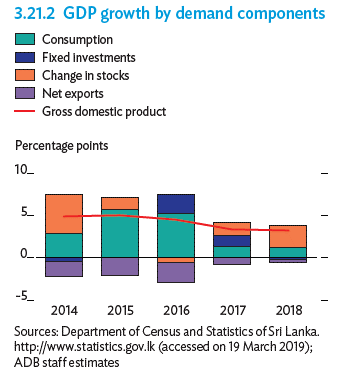 3.21.2 GDP growth by demand components
Consumption
Fixed investments
Change in stocks
Net exports
Gross domestic product
Percentage points
10
5
0
-5
2014 2015 2016 2017 2018
Sources: Department of Census and Statistics of Sri Lanka.
http://www.statistics.gov.lk (accessed on 19 March 2019);
ADB staff estimates